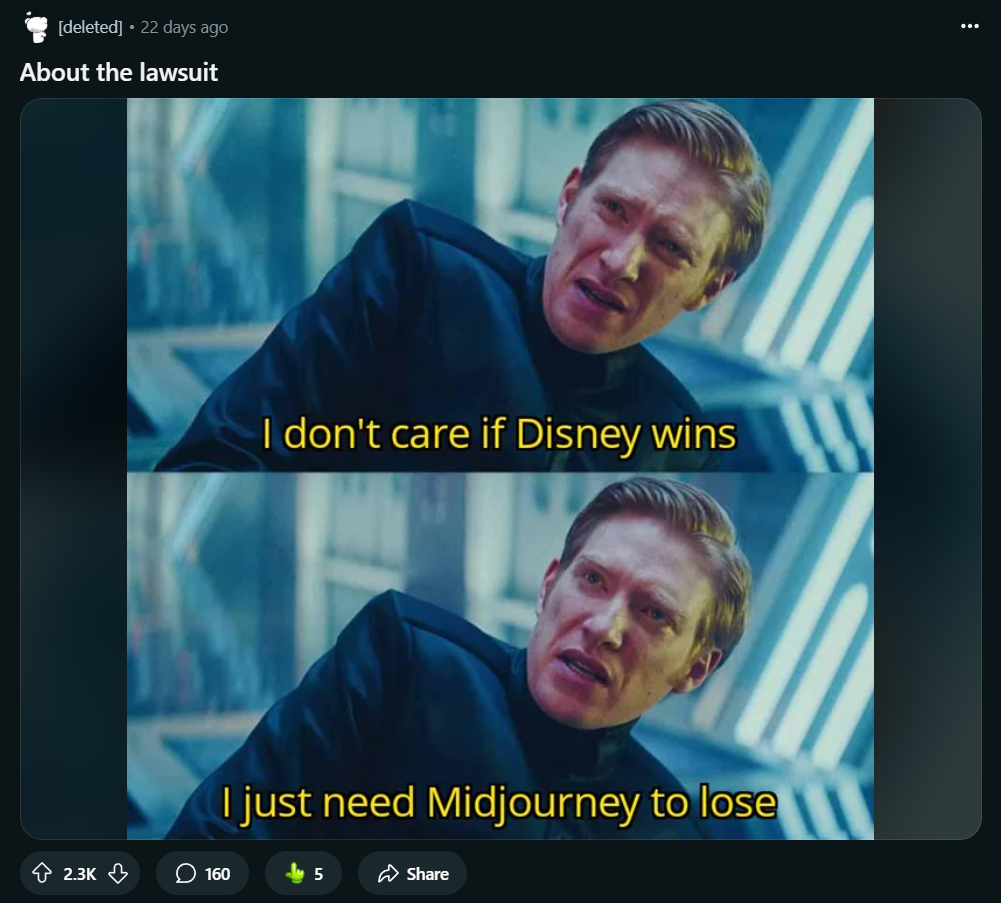 [deleted] • 22 days ago
About the lawsuit
I don't care if Disney wins
I just need Midjourney to lose
2.3K
160
5
Share